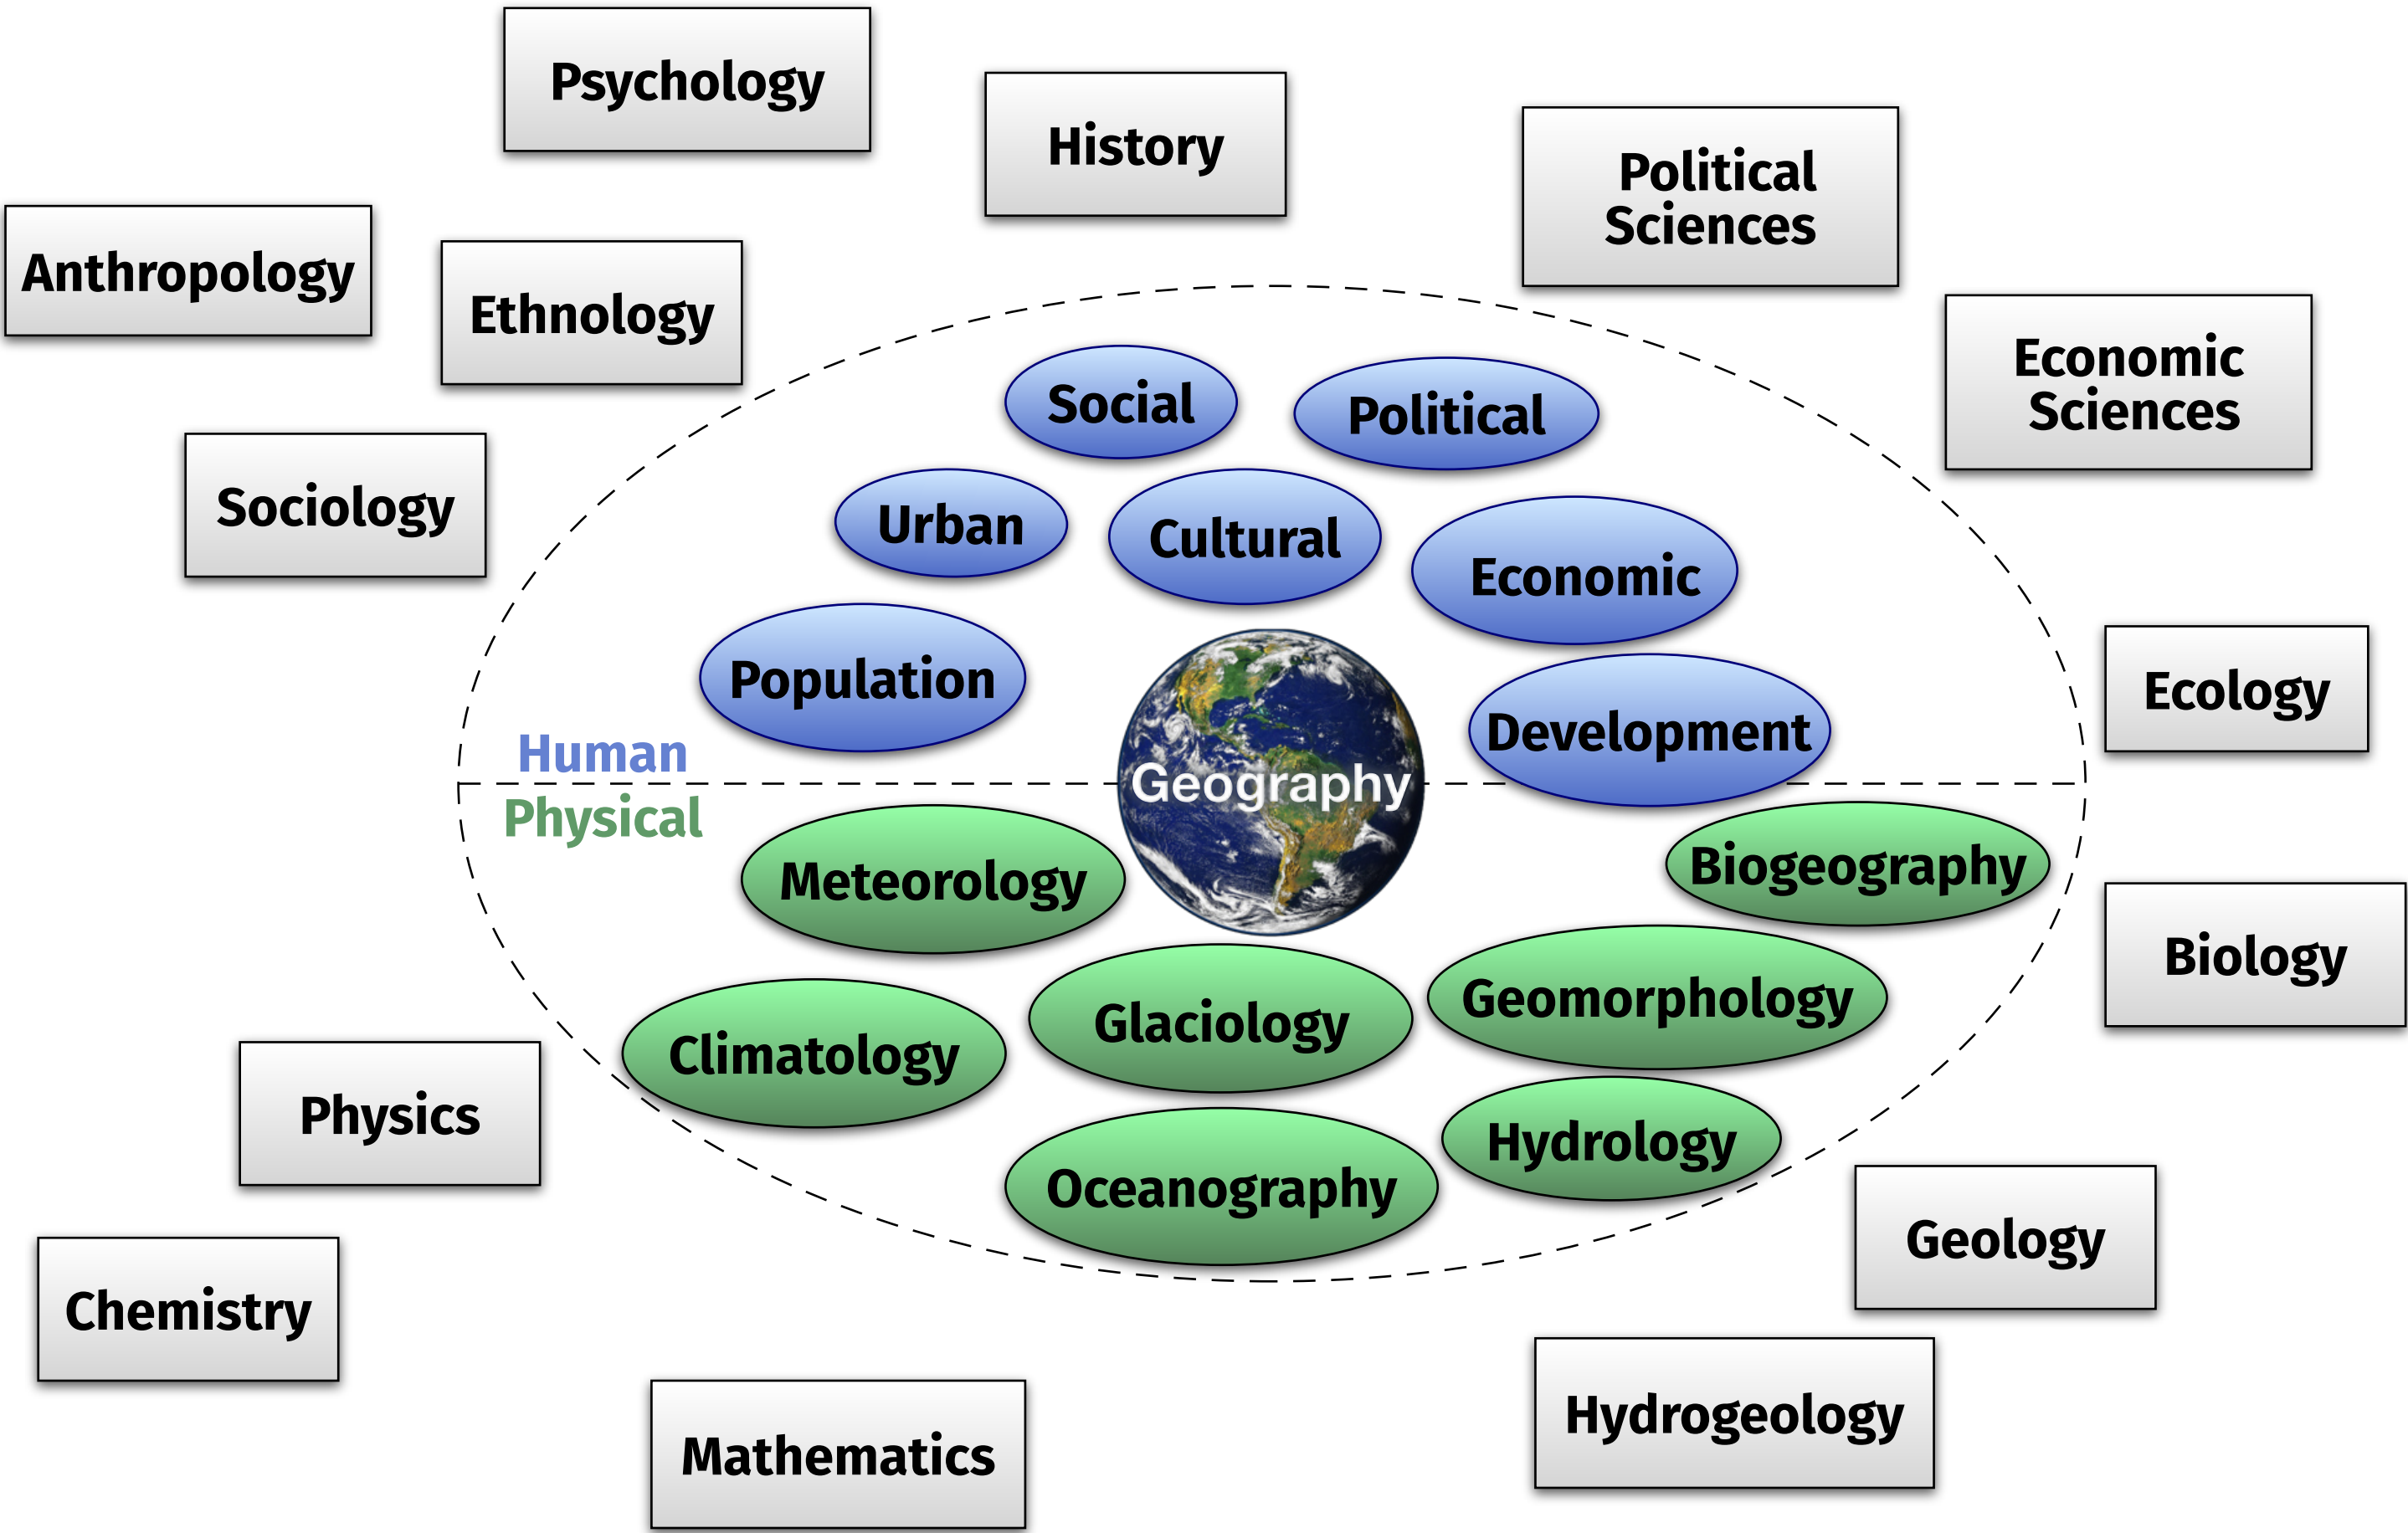 Psychology
History
Political
Sciences
Anthropology
Ethnology
Economic
Sciences
Sociology
Social
Political
Urban
Cultural
Economic
Population
Development
Ecology
Human
Geography
Physical
Meteorology
Biogeography
Biology
Climatology
Glaciology
Geomorphology
Physics
Hydrology
Oceanography
Geology
Chemistry
Hydrogeology
Mathematics